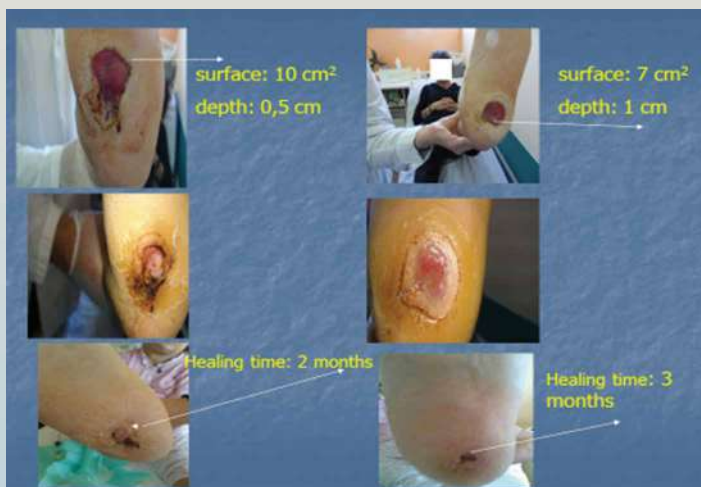 surface: 10 cm²
depth: 0,5 cm
surface: 7 cm²
depth: 1 cm
Healing time: 2 months
Healing time: 3
months